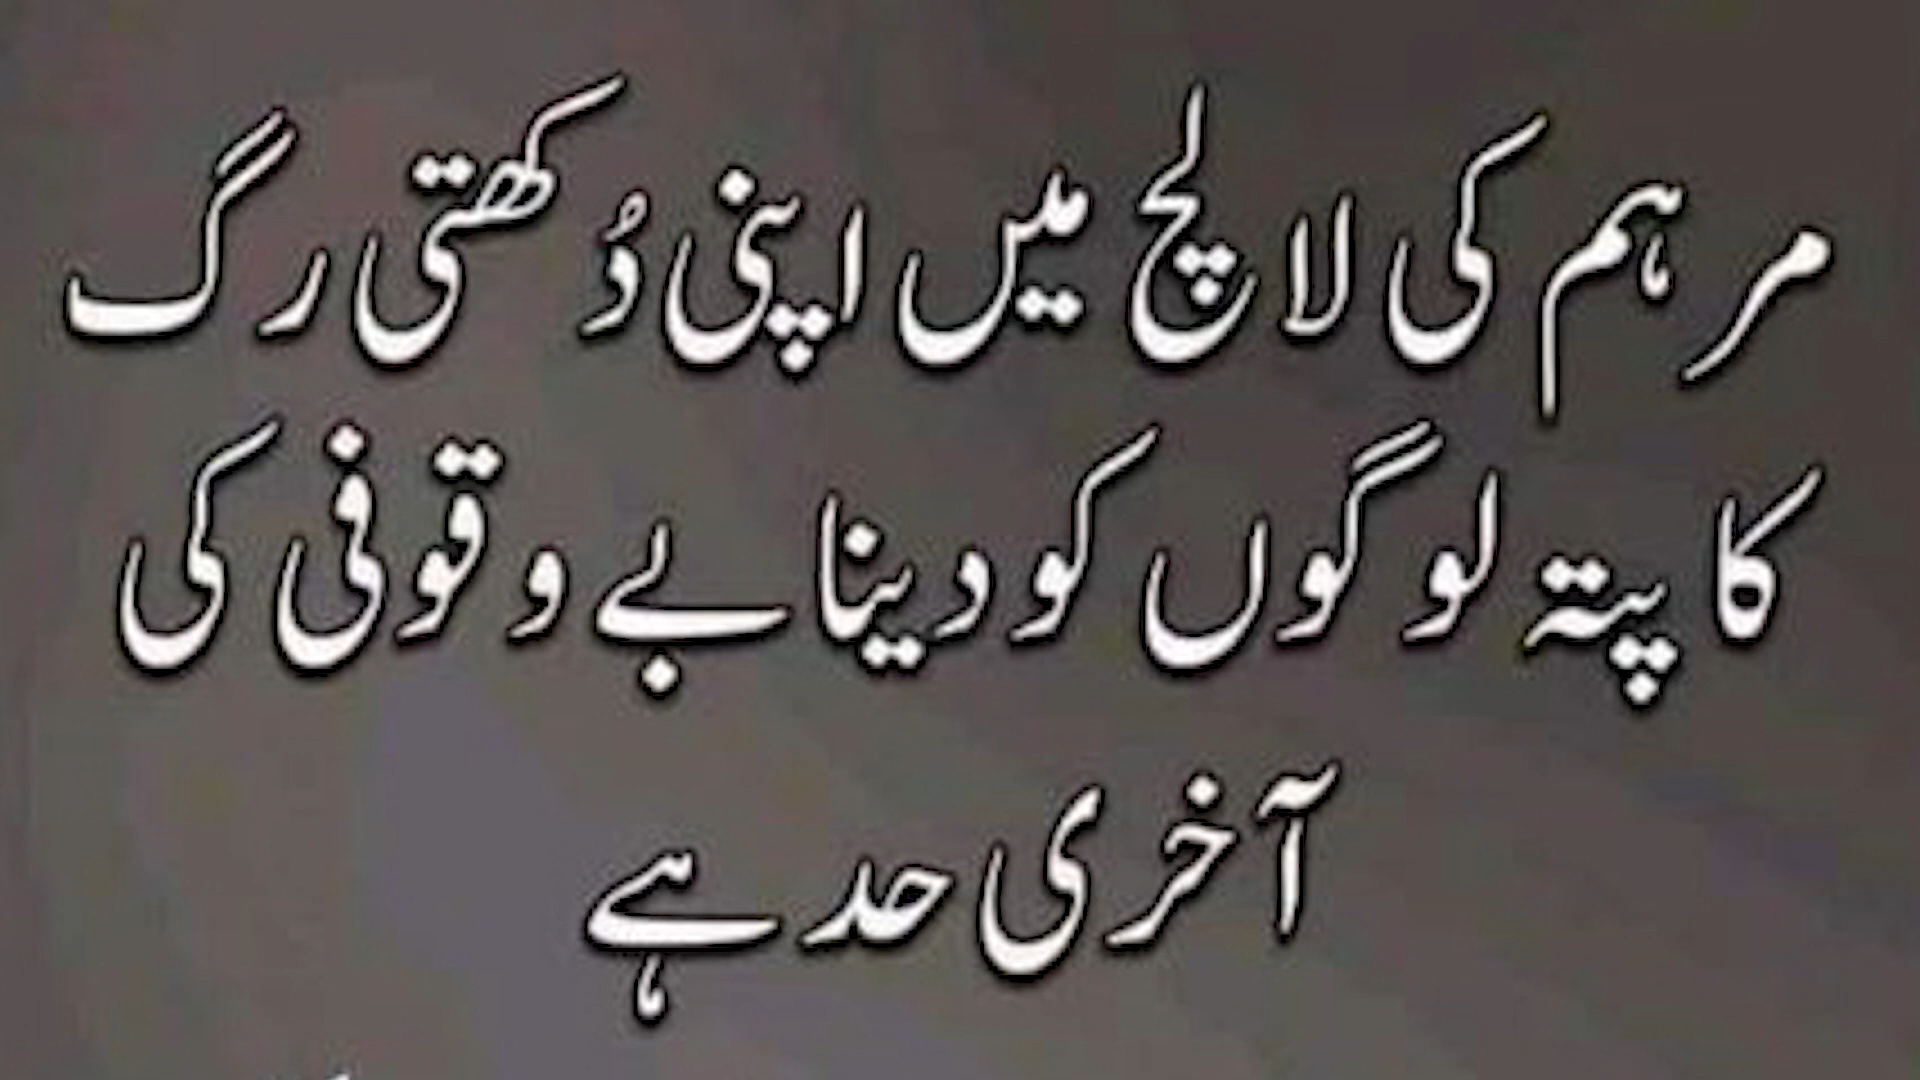 مرہم کی لالچ میں اپنی دُکھتی رگ
کا پتہ لوگوں کو دینا بے وقوفی کی
آخری حد ہے